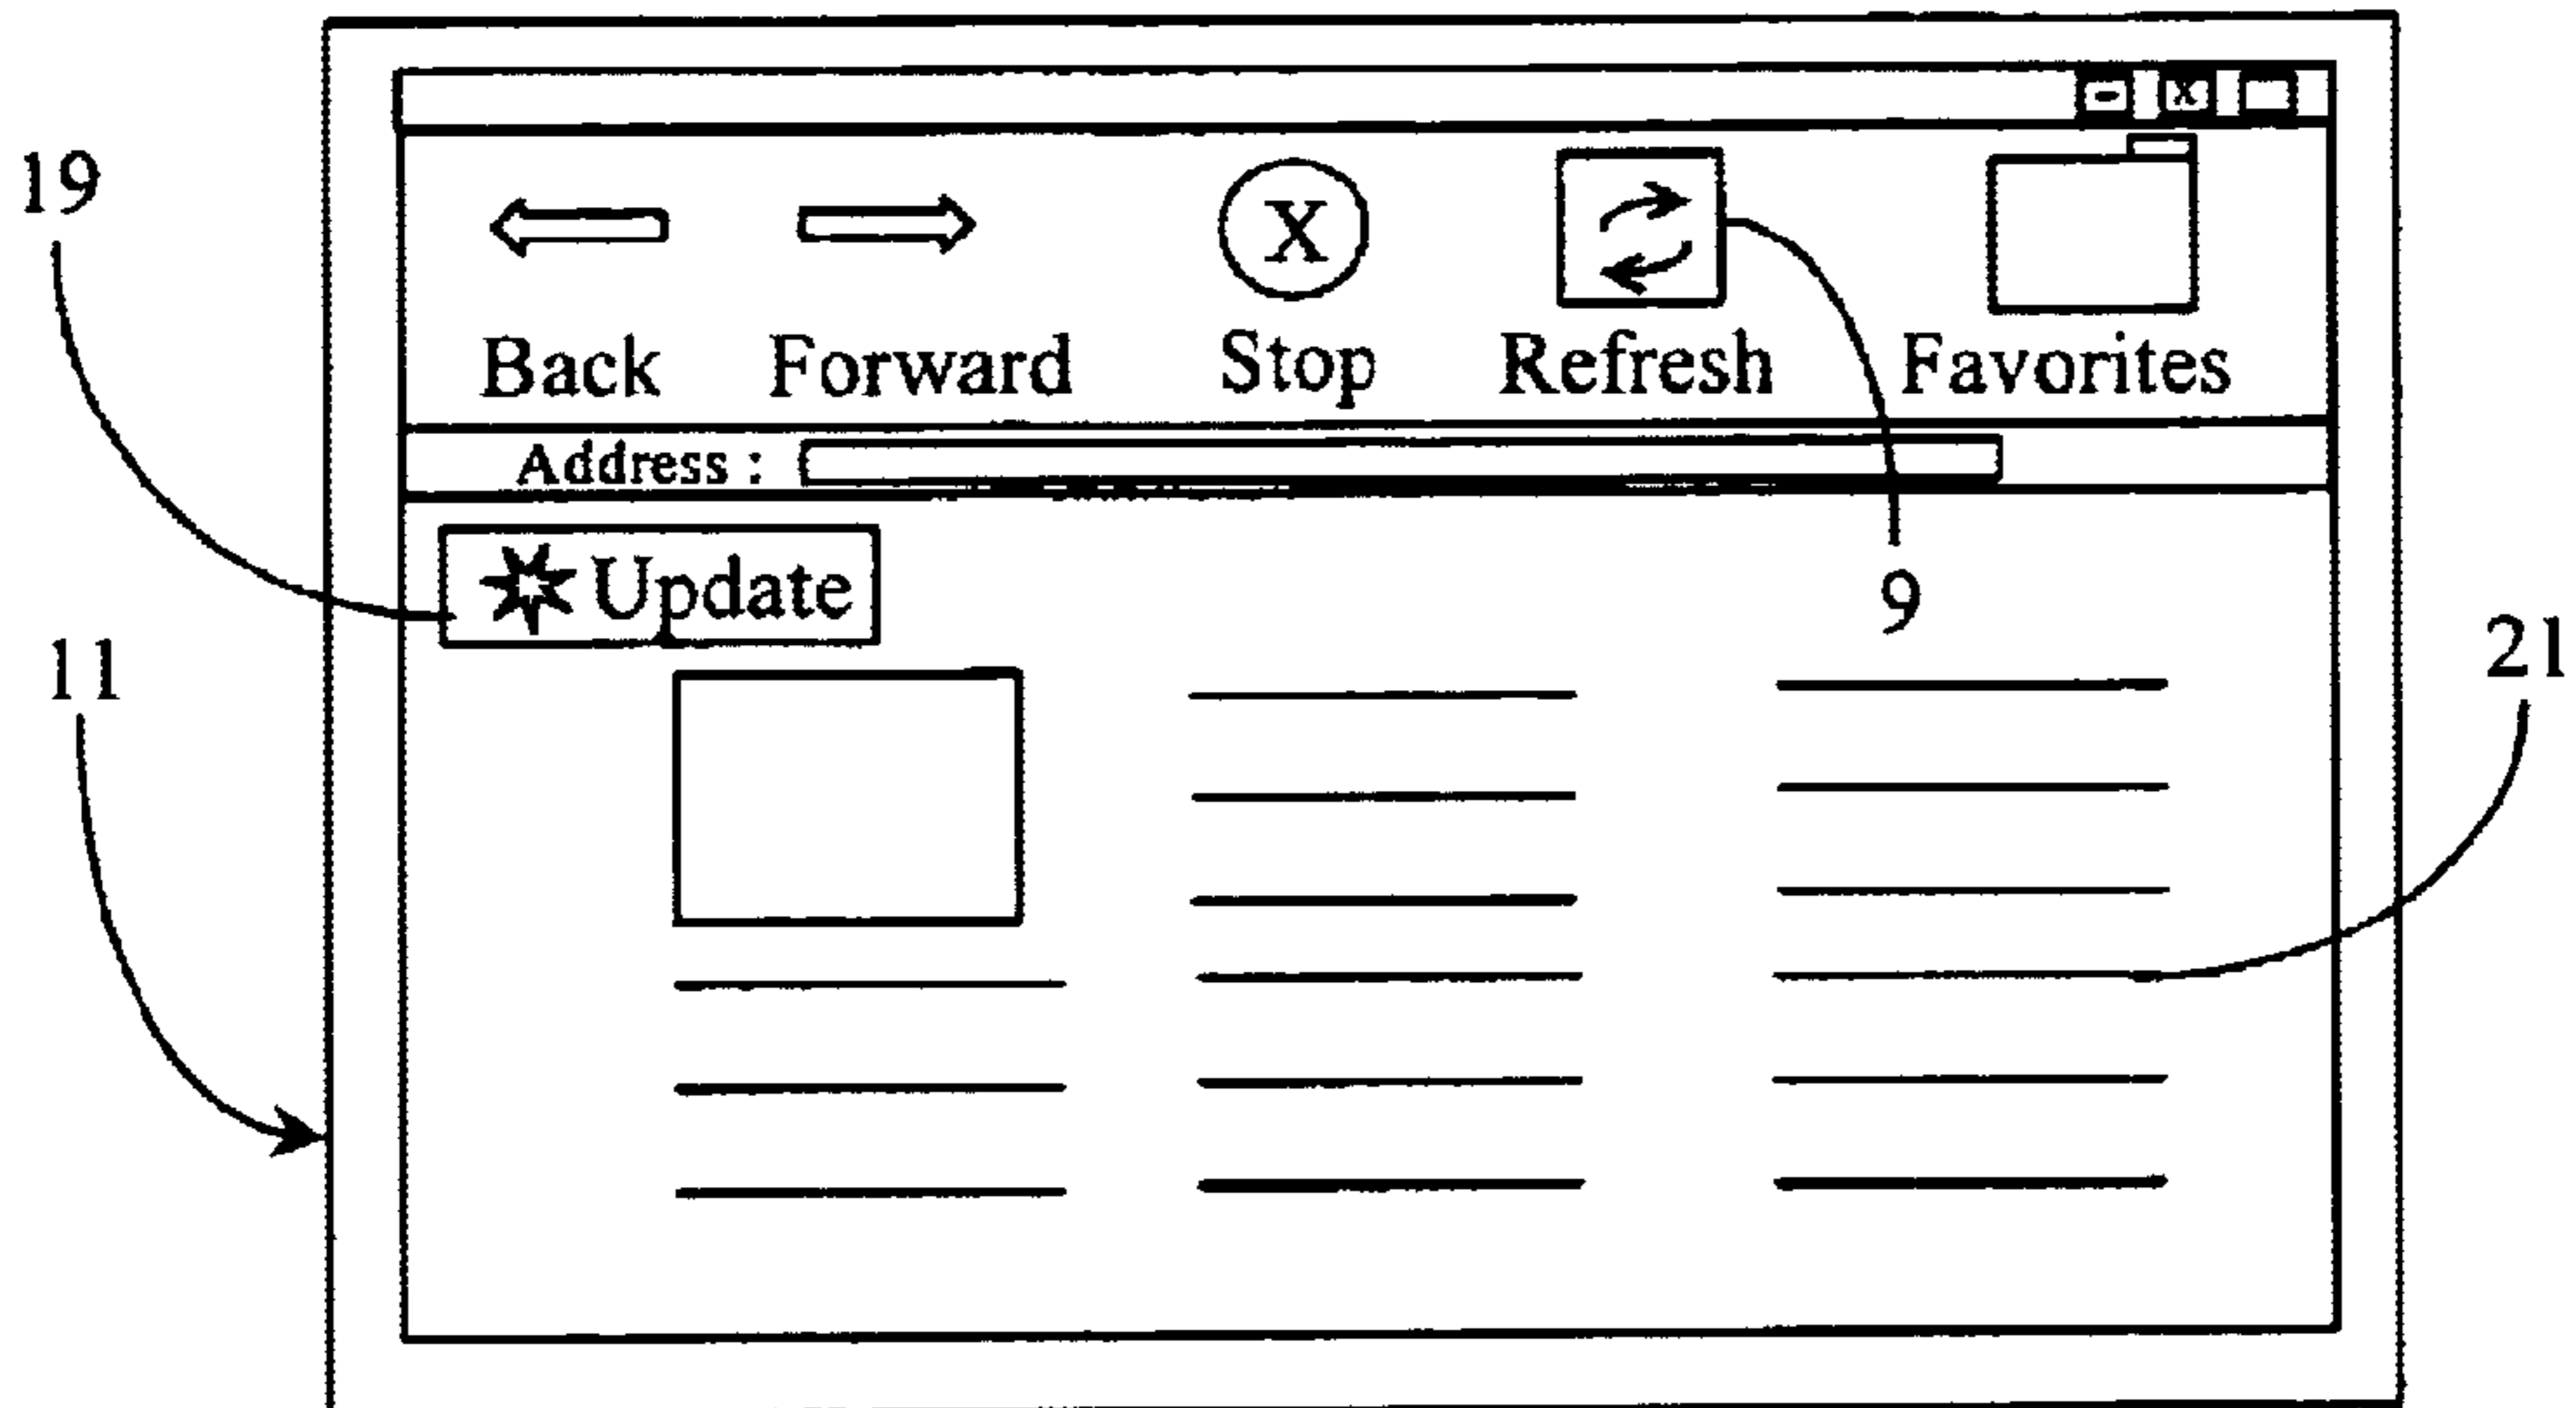 - X
19
X
Back Forward Stop Refresh Favorites
Address :
Update
9
11
21